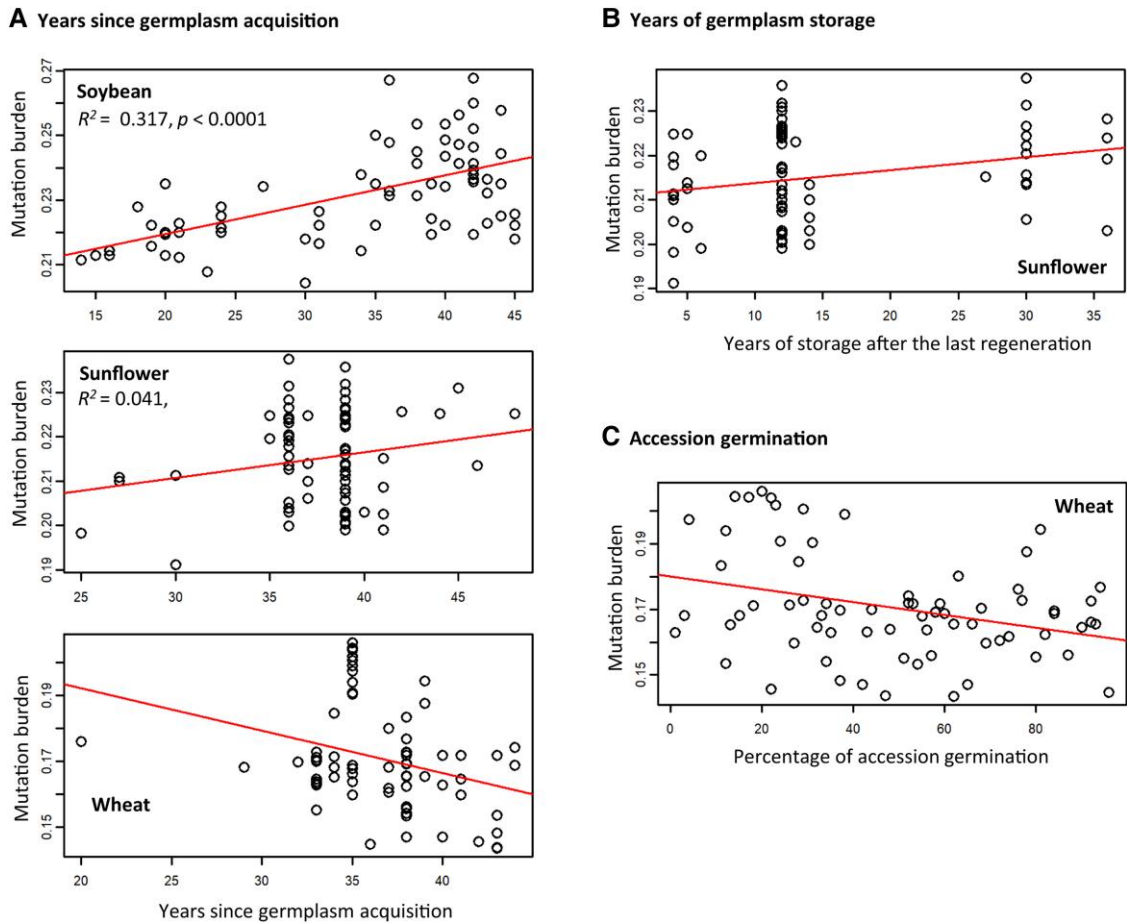 A Years since germplasm acquisition
Mutation burden
0.27
0.25
0.23
0.21
Soybean
R² = 0.317, p < 0.0001
15 20 25 30 35 40 45
Mutation burden
0.23
0.22
0.21
0.20
0.19
Sunflower
R² = 0.041,
25 30 35 40 45
Mutation burden
0.19
0.17
0.15
Wheat
20 25 30 35 40
Years since germplasm acquisition
B Years of germplasm storage
Mutation burden
0.23
0.22
0.21
0.20
0.19
Sunflower
5 10 15 20 25 30 35
Years of storage after the last regeneration
C Accession germination
Mutation burden
0.19
0.17
0.15
Wheat
0 20 40 60 80
Percentage of accession germination